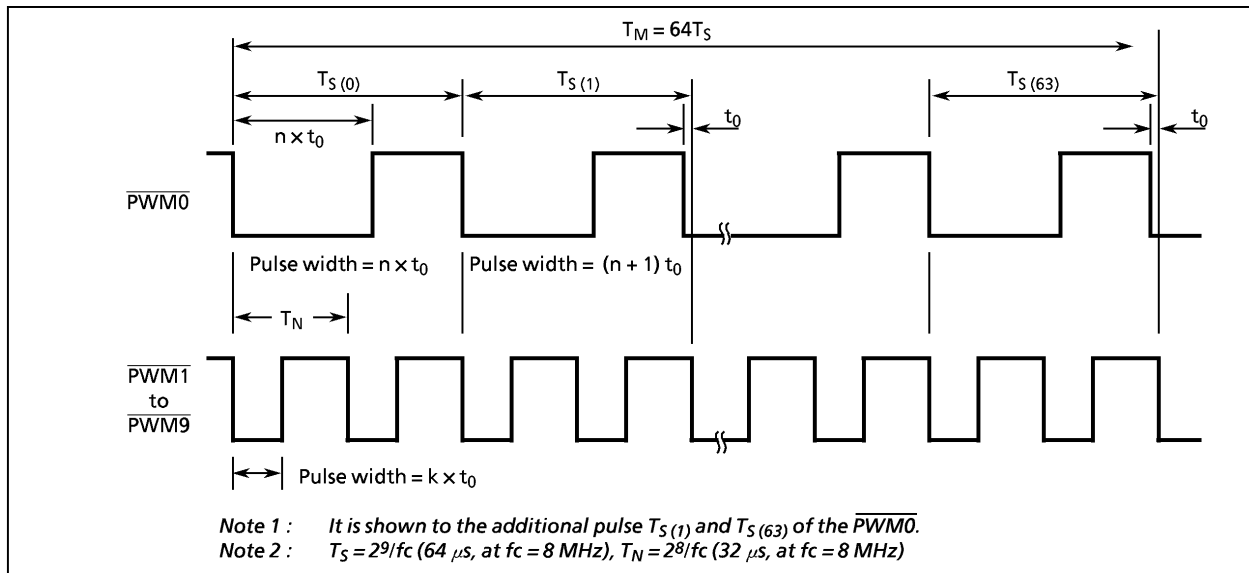 T_M = 64T_S
T_S (0) T_S (1) T_S (63)
n × t_0 t_0 t_0
PWM0
Pulse width = n × t_0 Pulse width = (n + 1) t_0
T_N
PWM1
to
PWM9
Pulse width = k × t_0
Note 1 : It is shown to the additional pulse T_S (1) and T_S (63) of the PWM0.
Note 2 : T_S = 2^9/fc (64 μs, at fc = 8 MHz), T_N = 2^8/fc (32 μs, at fc = 8 MHz)